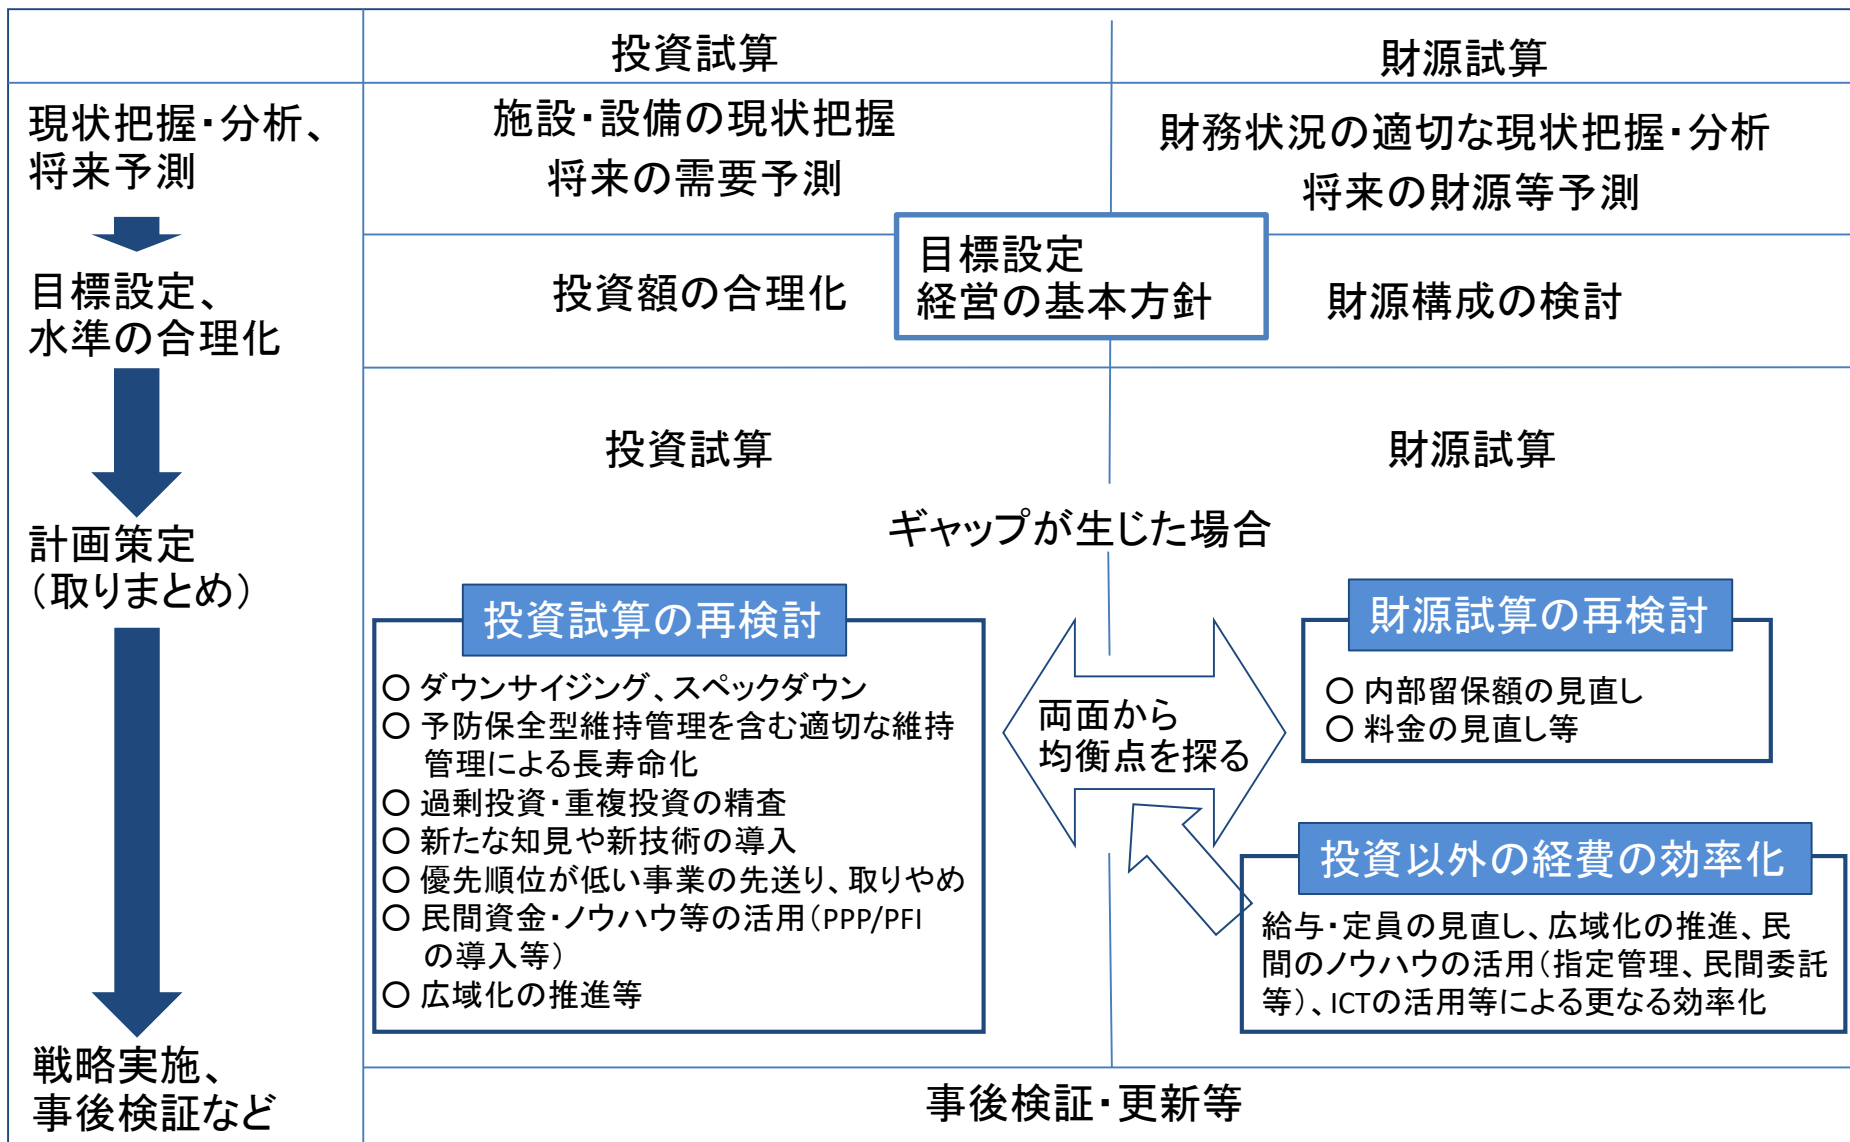 投資試算
財源試算
現状把握・分析、
将来予測
施設・設備の現状把握
将来の需要予測
財務状況の適切な現状把握・分析
将来の財源等予測
目標設定、
水準の合理化
投資額の合理化
目標設定
経営の基本方針
財源構成の検討
投資試算
財源試算
ギャップが生じた場合
計画策定
（取りまとめ）
投資試算の再検討
○ ダウンサイジング、スペックダウン
○ 予防保全型維持管理を含む適切な維持
管理による長寿命化
○ 過剰投資・重複投資の精査
○ 新たな知見や新技術の導入
○ 優先順位が低い事業の先送り、取りやめ
○ 民間資金・ノウハウ等の活用（PPP/PFI
の導入等）
○ 広域化の推進等
両面から
均衡点を探る
財源試算の再検討
○ 内部留保額の見直し
○ 料金の見直し等
投資以外の経費の効率化
給与・定員の見直し、広域化の推進、民
間のノウハウの活用（指定管理、民間委託
等）、ICTの活用等による更なる効率化
戦略実施、
事後検証など
事後検証・更新等